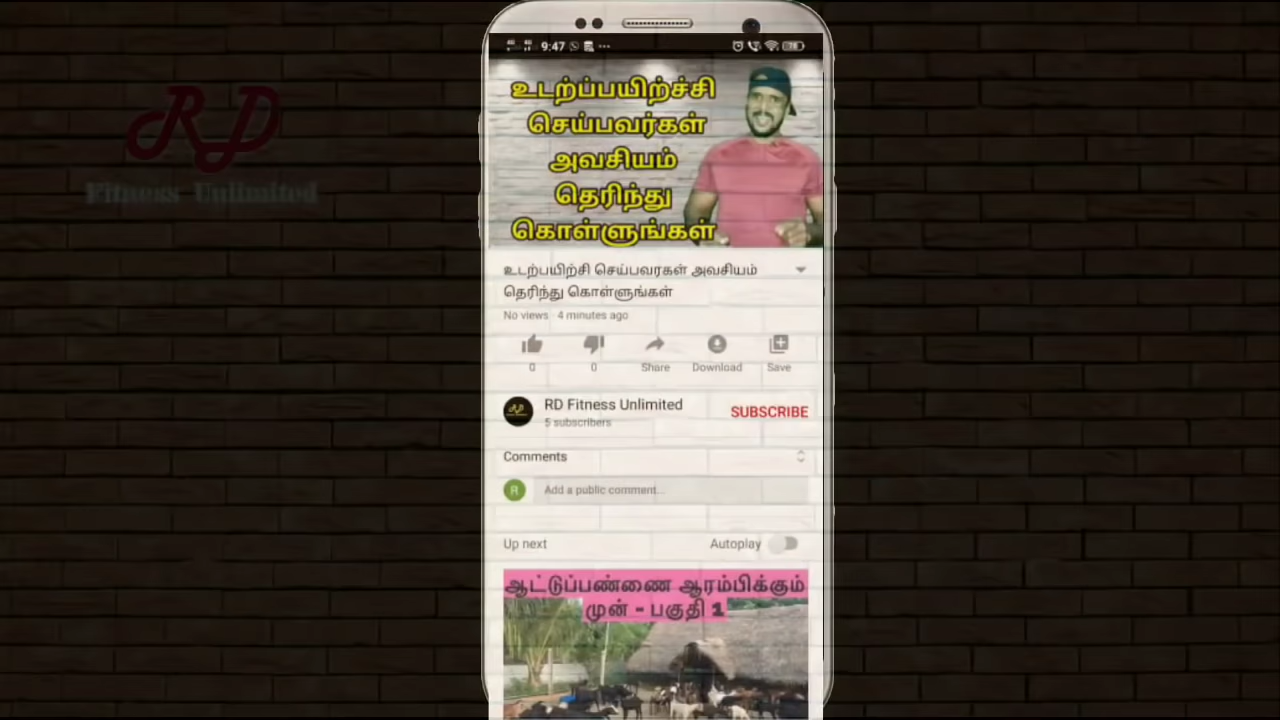 RD
Fitness Unlimited
9:47
உடற்ப்பயிற்ச்சி
செய்பவர்கள்
அவசியம்
தெரிந்து
கொள்ளுங்கள்
உடற்பயிற்சி செய்பவரகள் அவசியம்
தெரிந்து கொள்ளுங்கள்
No views · 4 minutes ago
0 0 Share Download Save
RD Fitness Unlimited SUBSCRIBE
5 subscribers
Comments
R Add a public comment...
Up next Autoplay
ஆட்டுப்பண்ணை ஆரம்பிக்கும்
முன் - பகுதி 1